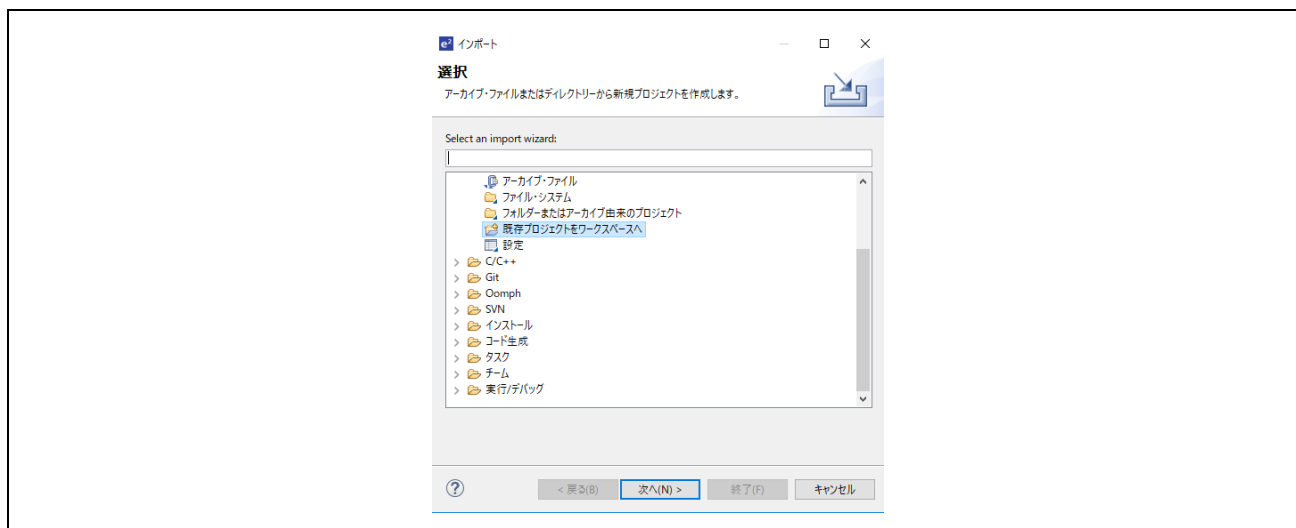 e² インポート
選択
アーカイブ・ファイルまたはディレクトリーから新規プロジェクトを作成します。
Select an import wizard:
アーカイブ・ファイル
ファイル・システム
フォルダーまたはアーカイブ由来のプロジェクト
既存プロジェクトをワークスペースへ
設定
C/C++
Git
Oomph
SVN
インストール
コード生成
タスク
チーム
実行/デバッグ
? < 戻る(B) 次へ(N) > 終了(F) キャンセル